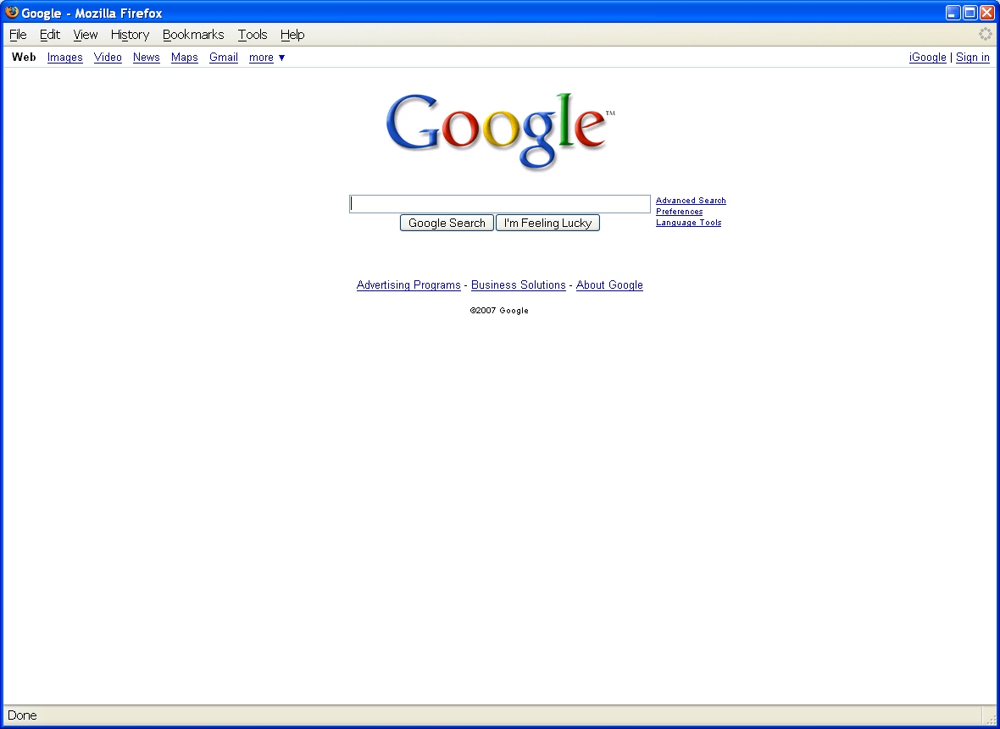 Google - Mozilla Firefox
File Edit View History Bookmarks Tools Help
Web Images Video News Maps Gmail more ▼ iGoogle | Sign in
Google™
Advanced Search
Preferences
Google Search I'm Feeling Lucky Language Tools
Advertising Programs - Business Solutions - About Google
©2007 Google
Done